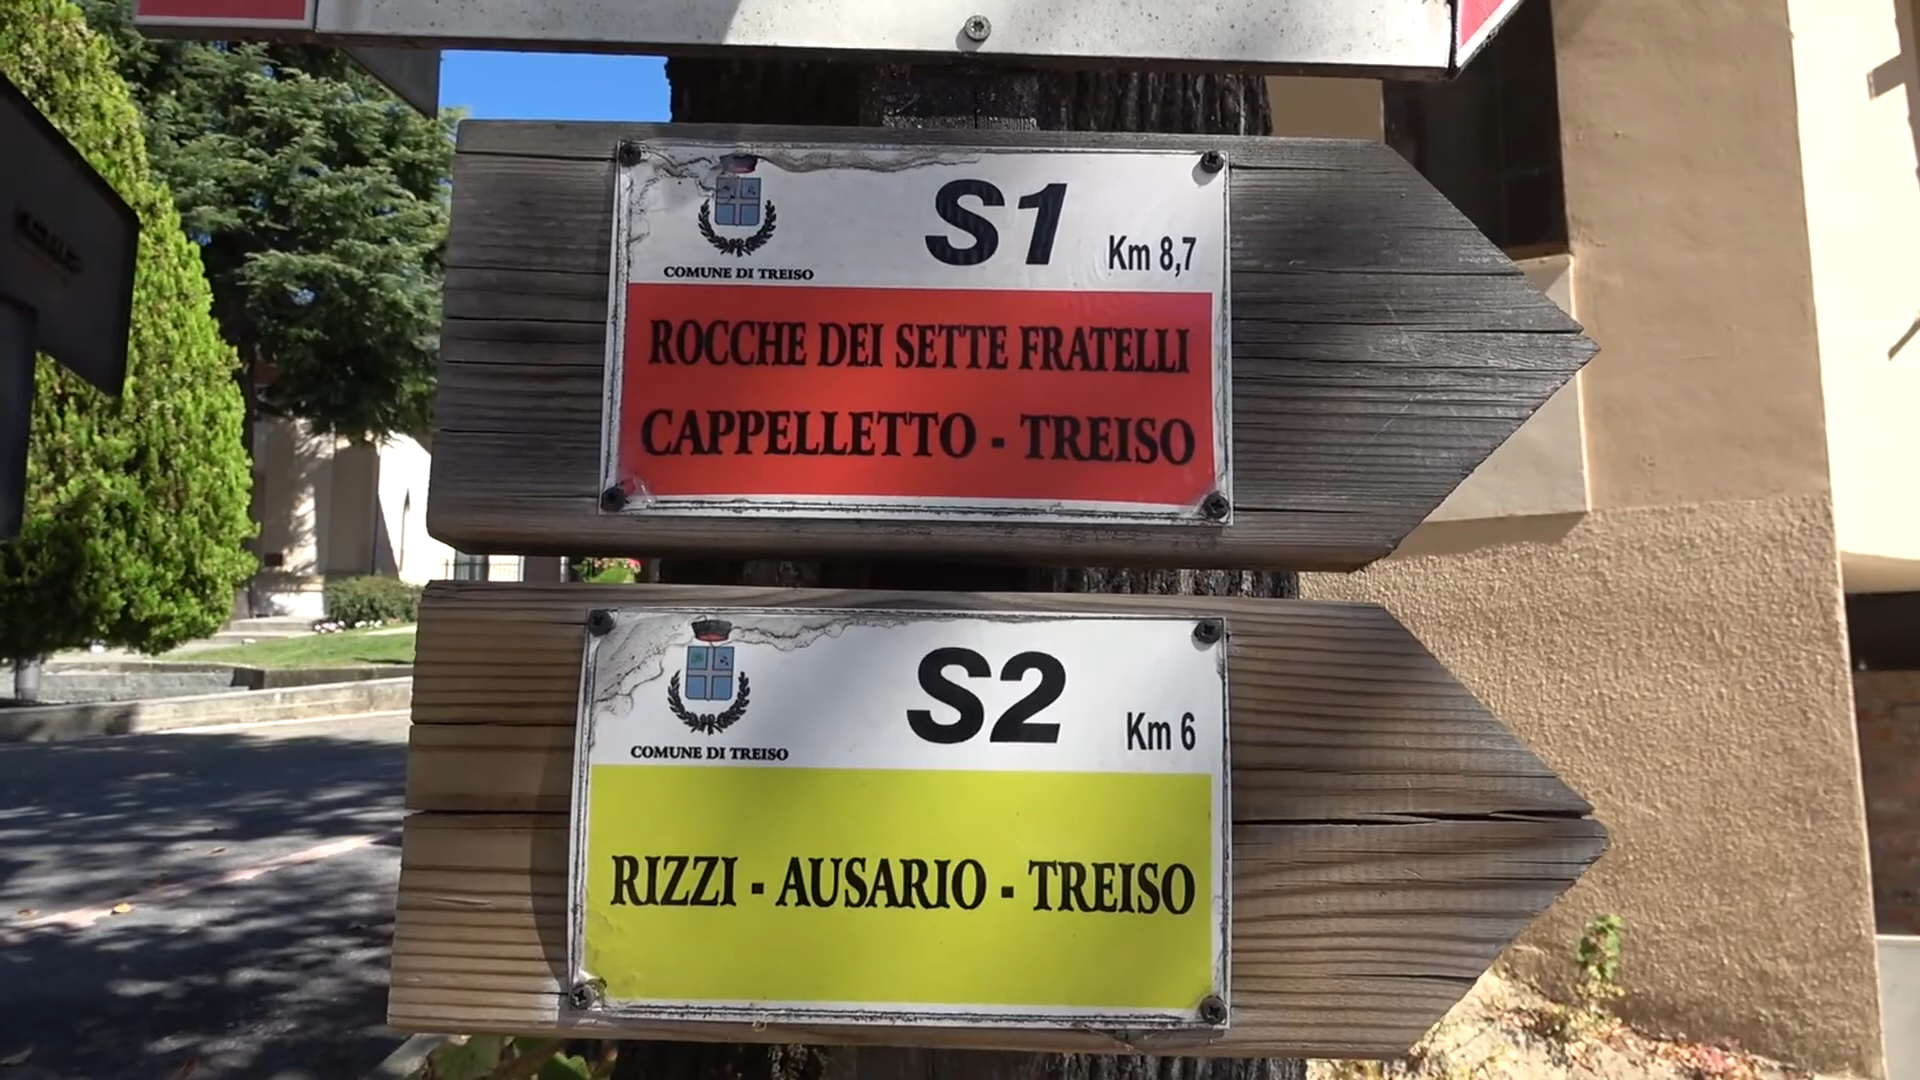 S1
Km 8,7
COMUNE DI TREISO
ROCCHE DEI SETTE FRATELLI
CAPPELLETTO - TREISO
S2
Km 6
COMUNE DI TREISO
RIZZI - AUSARIO - TREISO